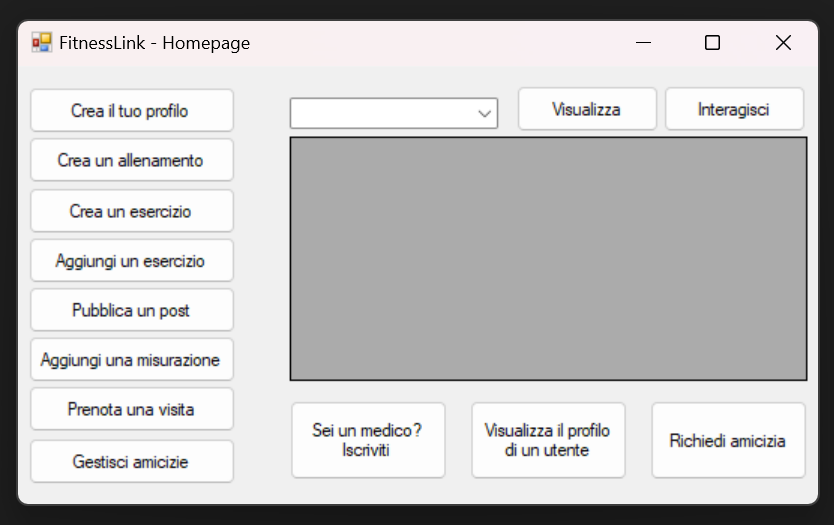 FitnessLink - Homepage
Crea il tuo profilo
Crea un allenamento
Crea un esercizio
Aggiungi un esercizio
Pubblica un post
Aggiungi una misurazione
Prenota una visita
Gestisci amicizie
Visualizza
Interagisci
Sei un medico?
Iscriviti
Visualizza il profilo
di un utente
Richiedi amicizia